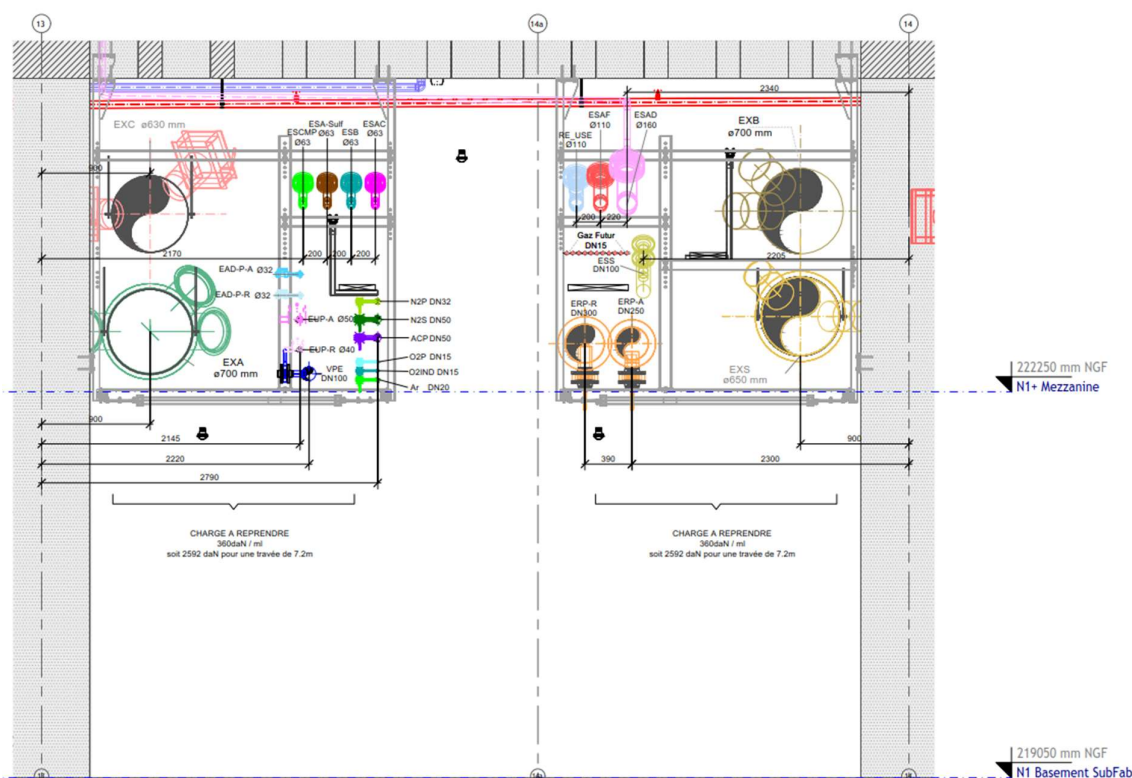 13
14a
14
2340
EXC ø630 mm
ESCMP
Ø63
ESA-Sulf
Ø63
ESB
Ø63
ESAC
Ø63
RE_USE
Ø110
ESAF
Ø110
ESAD
Ø160
EXB
ø700 mm
900
200
200
200
200
220
2170
Gaz Futur
DN15
ESS
DN100
2205
EAD-P-A Ø32
EAD-P-R Ø32
EUP-A Ø50
EUP-R Ø40
N2P DN32
N2S DN50
ACP DN50
O2P DN15
O2IND DN15
Ar DN20
ERP-R
DN300
ERP-A
DN250
EXA
ø700 mm
VPE
DN100
EXS
ø650 mm
222250 mm NGF
N1+ Mezzanine
900
2145
2220
2790
900
390
2300
CHARGE A REPRENDRE
360daN / ml
soit 2592 daN pour une travée de 7.2m
CHARGE A REPRENDRE
360daN / ml
soit 2592 daN pour une travée de 7.2m
219050 mm NGF
N1 Basement SubFab